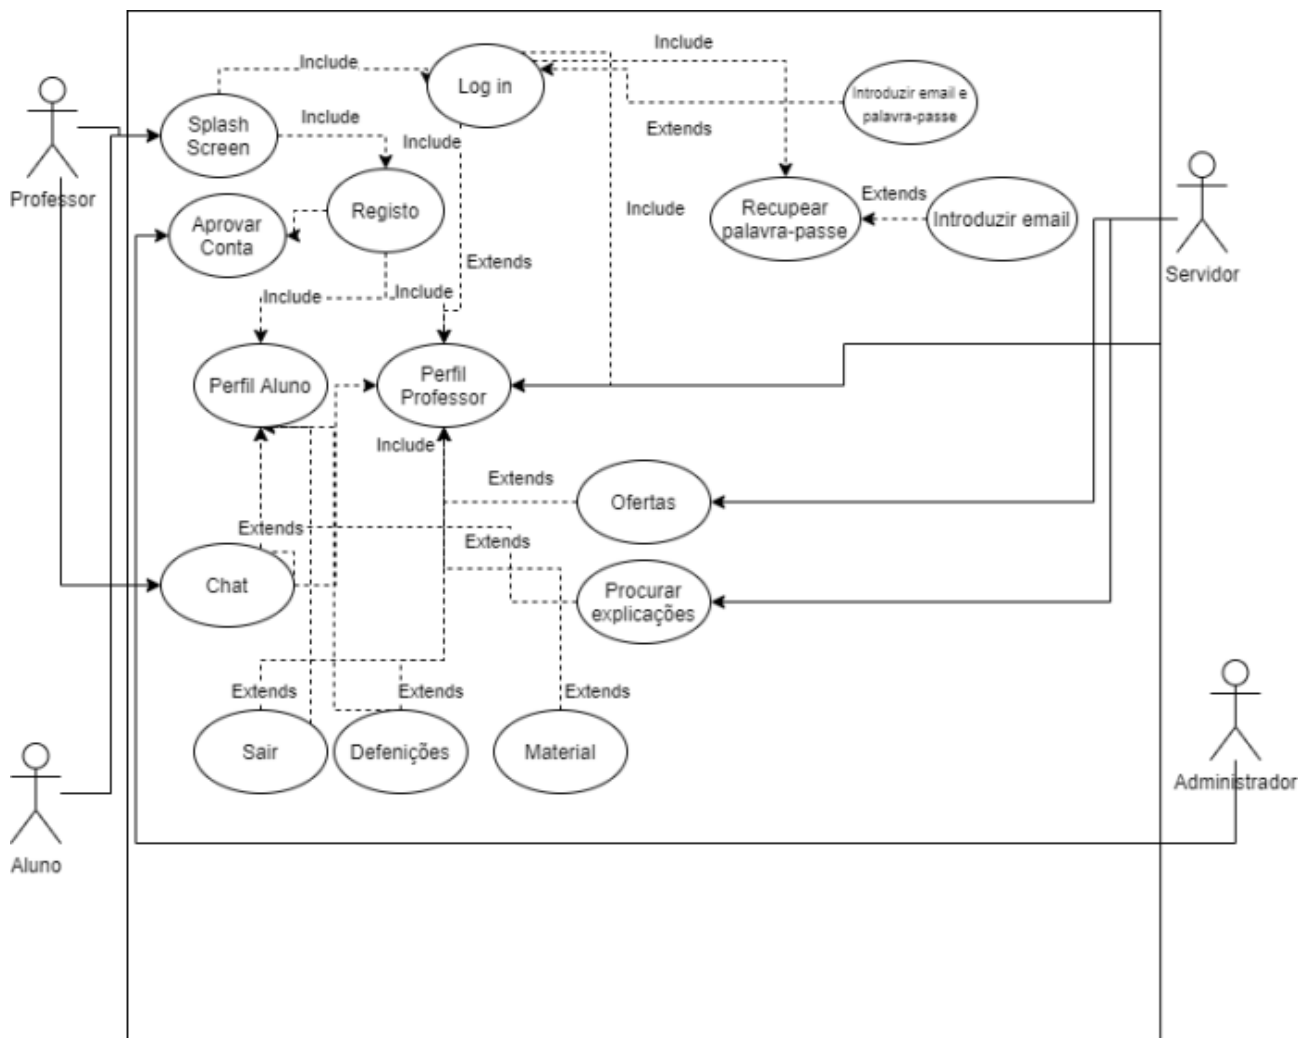 Include
Include
Log in
Introduzir email e
palavra-passe
Include
Splash
Screen
Include
Extends
Professor
Aprovar
Conta
Registo
Include
Recupear
palavra-passe
Extends
Introduzir email
Servidor
Extends
Include
Include
Perfil Aluno
Perfil
Professor
Include
Extends
Ofertas
Extends
Extends
Chat
Procurar
explicações
Extends
Extends
Extends
Sair
Defenições
Material
Administrador
Aluno